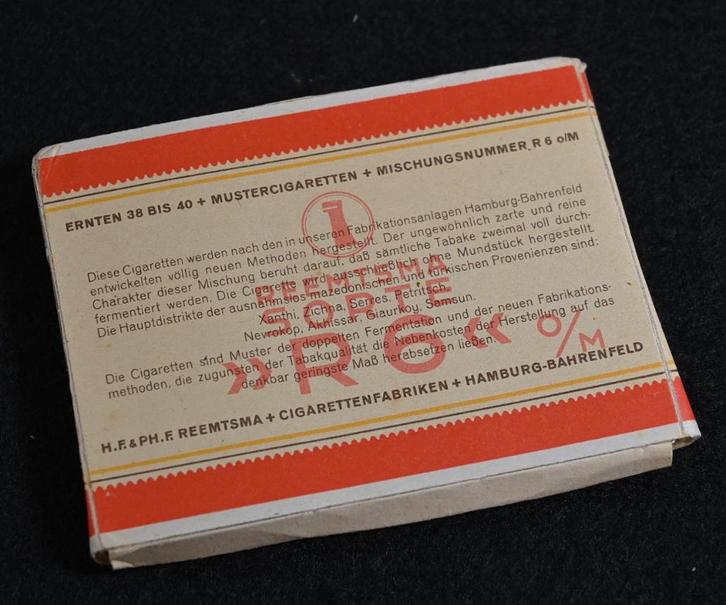 ERNTEN 38 BIS 40 + MUSTERCIGARETTEN + MISCHUNGSNUMMER R 6 o/M
Diese Cigaretten werden nach den in unseren Fabrikationsanlagen Hamburg-Bahrenfeld
entwickelten völlig neuen Methoden hergestellt. Der ungewöhnlich zarte und reine
Charakter dieser Mischung beruht darauf, daß sämtliche Tabake zweimal voll durch-
fermentiert werden. Die Cigarette wird ausschließlich ohne Mundstück hergestellt.
Die Hauptdistrikte der ausnahmslos mazedonischen und türkischen Provenienzen sind:
Xanthi, Zichna, Serres, Petritsch,
Nevrokop, Akhissar, Giaurkoy, Samsun.
Die Cigaretten sind Muster der doppelten Fermentation und der neuen Fabrikations-
methoden, die zugunsten der Tabakqualität die Nebenkosten der Herstellung auf das
denkbar geringste Maß herabsetzen ließen.
REEMTSMA
SORTE
»R6« o/M
H.F. & PH.F. REEMTSMA + CIGARETTENFABRIKEN + HAMBURG-BAHRENFELD